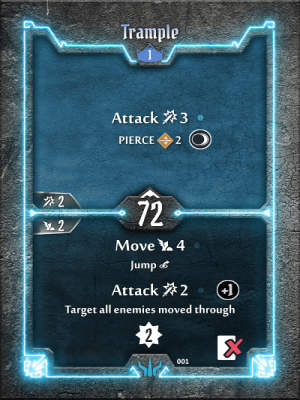 Trample
1
Attack 3
PIERCE 2
2
72
2
Move 4
Jump
Attack 2 +1
Target all enemies moved through
2
001